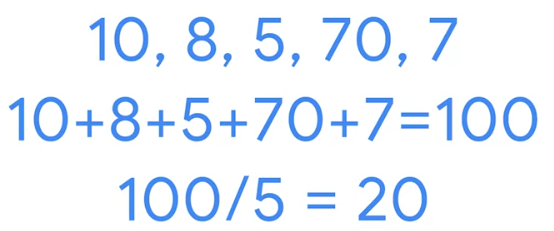 10, 8, 5, 70, 7
10+8+5+70+7=100
100/5 = 20